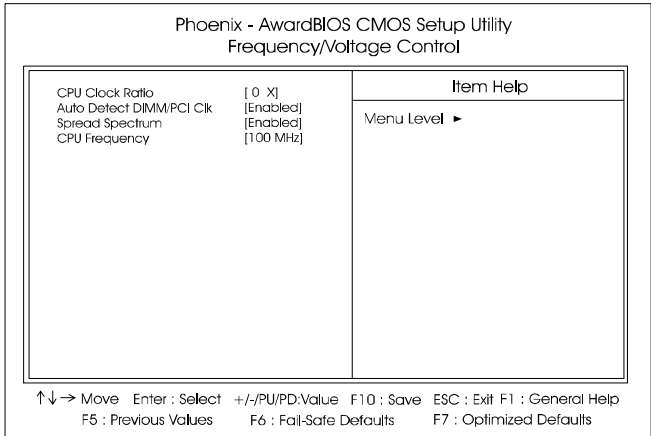 Phoenix - AwardBIOS CMOS Setup Utility
Frequency/Voltage Control
CPU Clock Ratio [ 0 X]
Auto Detect DIMM/PCI Clk [Enabled]
Spread Spectrum [Enabled]
CPU Frequency [100 MHz]
Item Help
Menu Level ►
↑↓→ Move Enter : Select +/-/PU/PD:Value F10 : Save ESC : Exit F1 : General Help
F5 : Previous Values F6 : Fail-Safe Defaults F7 : Optimized Defaults